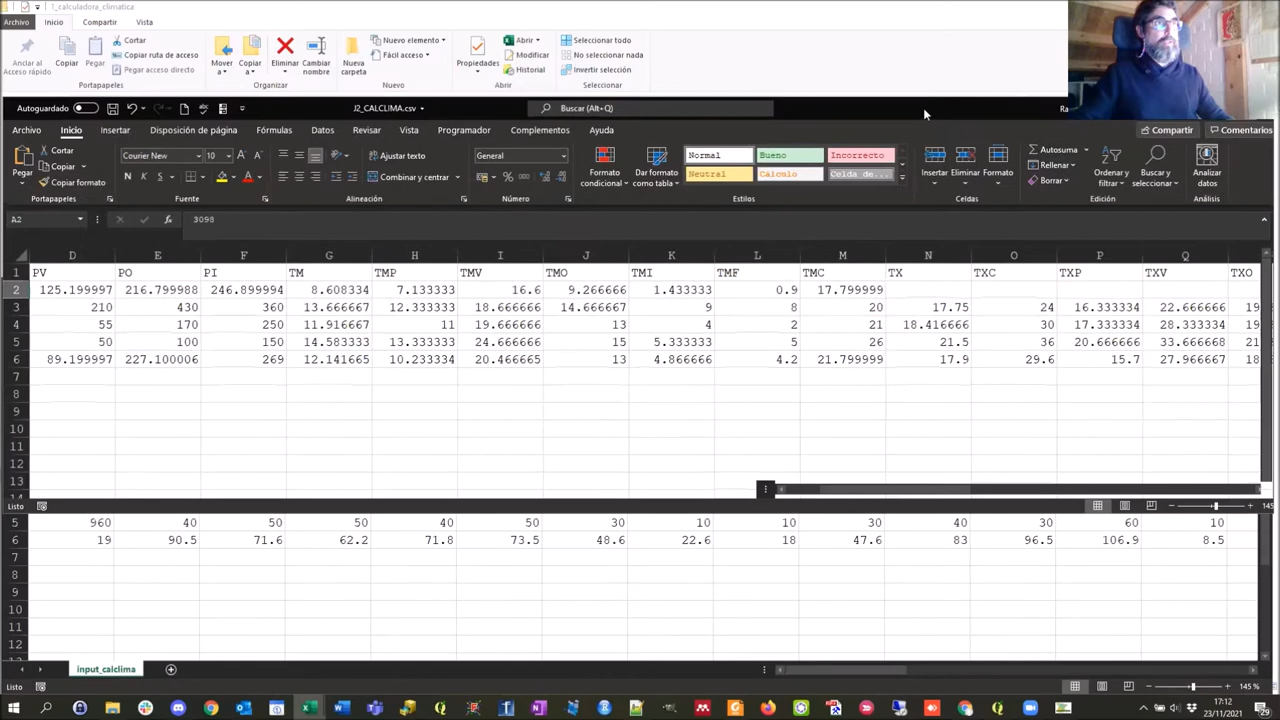 1_calculadora_climatica
Archivo Inicio Compartir Vista
Anclar al Acceso rápido Copiar Pegar Cortar Copiar ruta de acceso Pegar acceso directo Mover a Copiar a Eliminar Cambiar nombre Nueva carpeta Nuevo elemento Fácil acceso Propiedades Abrir Modificar Historial Seleccionar todo No seleccionar nada Invertir selección
Portapapeles Organizar Nuevo Abrir Seleccionar
Autoguardado J2_CALCLIMA.csv Buscar (Alt+Q) Ra
Archivo Inicio Insertar Disposición de página Fórmulas Datos Revisar Vista Programador Complementos Ayuda Compartir Comentarios
Pegar Cortar Copiar Copiar formato Courier New 10 N K S Ajustar texto Combinar y centrar General Formato condicional Dar formato como tabla Normal Bueno Incorrecto Neutral Cálculo Celda de... Insertar Eliminar Formato Autosuma Rellenar Borrar Ordenar y filtrar Buscar y seleccionar Analizar datos
Portapapeles Fuente Alineación Número Estilos Celdas Edición Análisis
A2 3098
D E F G H I J K L M N O P Q
1 PV PO PI TM TMP TMV TMO TMI TMF TMC TX TXC TXP TXV TXO
2 125.199997 216.799988 246.899994 8.608334 7.133333 16.6 9.266666 1.433333 0.9 17.799999
3 210 430 360 13.666667 12.333333 18.666666 14.666667 9 8 20 17.75 24 16.333334 22.666666 19
4 55 170 250 11.916667 11 19.666666 13 4 2 21 18.416666 30 17.333334 28.333334 19
5 50 100 150 14.583333 13.333333 24.666666 15 5.333333 5 26 21.5 36 20.666666 33.666668 21
6 89.199997 227.100006 269 12.141665 10.233334 20.466665 13 4.866666 4.2 21.799999 17.9 29.6 15.7 27.966667 18
7
8
9
10
11
12
13
14
Listo 145
5 960 40 50 50 40 50 30 10 10 30 40 30 60 10
6 19 90.5 71.6 62.2 71.8 73.5 48.6 22.6 18 47.6 83 96.5 106.9 8.5
7
8
9
10
11
12
input_calclima
Listo 145 %
17:12
23/11/2021
29